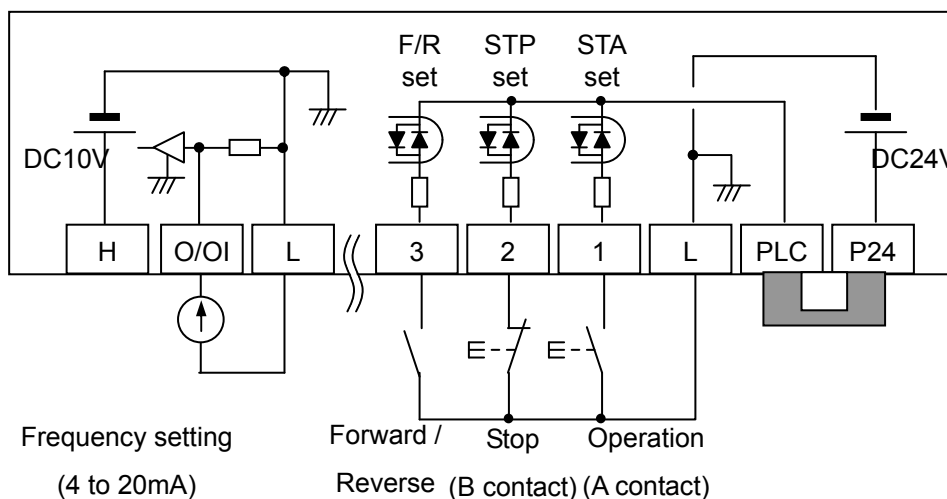 F/R STP STA
set set set
DC10V DC24V
H O/OI L 3 2 1 L PLC P24
Frequency setting Forward / Stop Operation
(4 to 20mA) Reverse (B contact) (A contact)